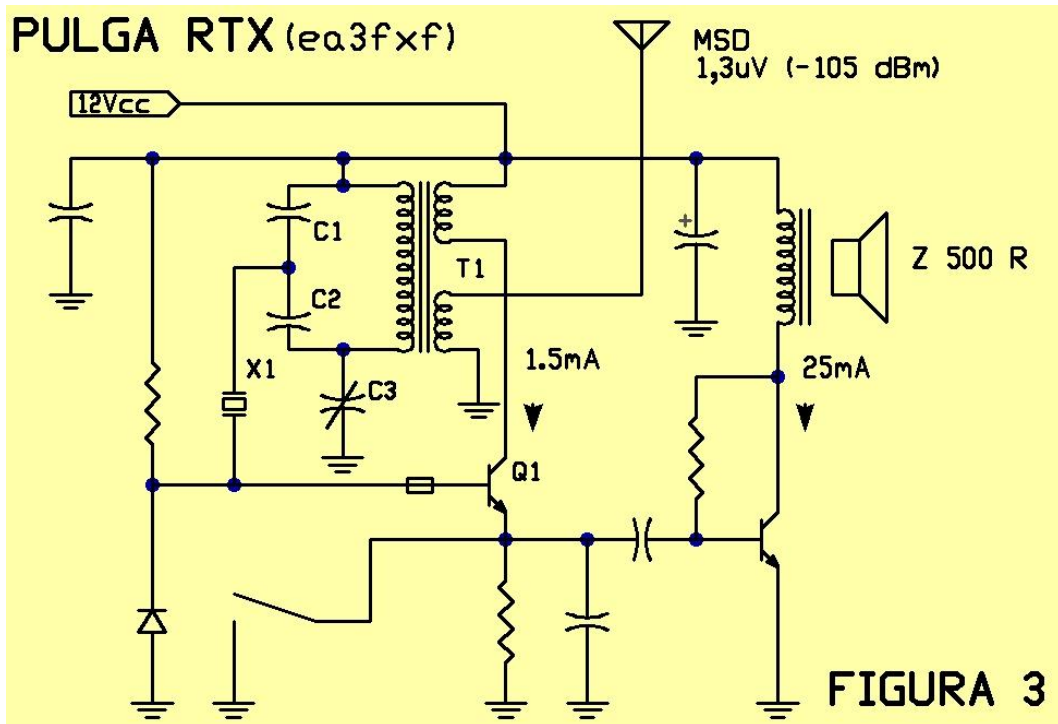 PULGA RTX (ea3fxf)
MSD
1,3uV (-105 dBm)
12Vcc
+
C1
T1
Z 500 R
C2
X1
1.5mA
25mA
C3
Q1
FIGURA 3